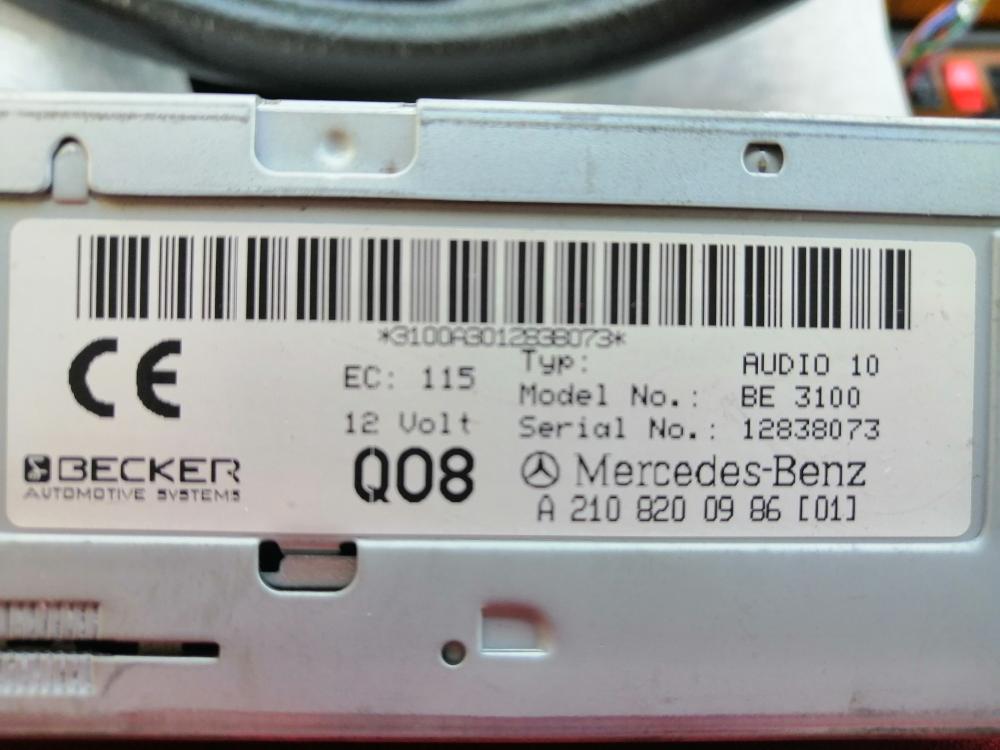 *3100A3012838073*
CE
EC: 115
12 Volt
Q08
Typ: AUDIO 10
Model No.: BE 3100
Serial No.: 12838073
BECKER
AUTOMOTIVE SYSTEMS
Mercedes-Benz
A 210 820 09 86 [01]